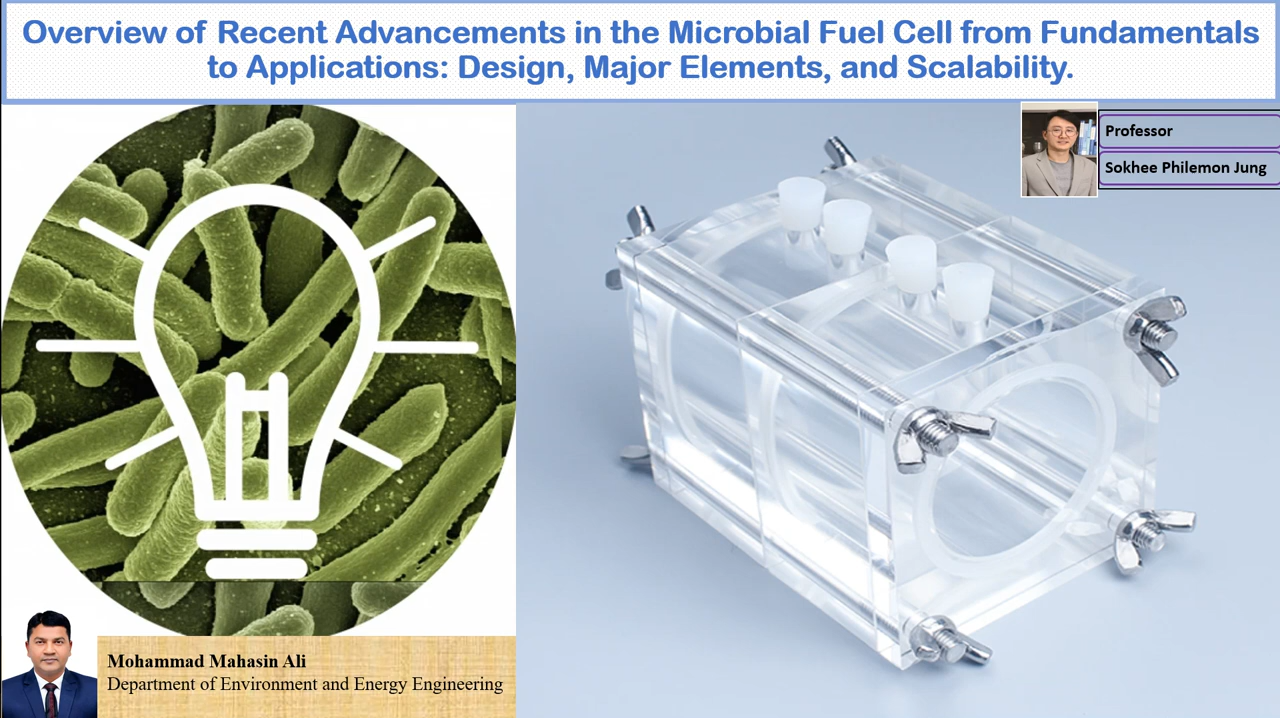 Overview of Recent Advancements in the Microbial Fuel Cell from Fundamentals
to Applications: Design, Major Elements, and Scalability.
Professor
Sokhee Philemon Jung
Mohammad Mahasin Ali
Department of Environment and Energy Engineering